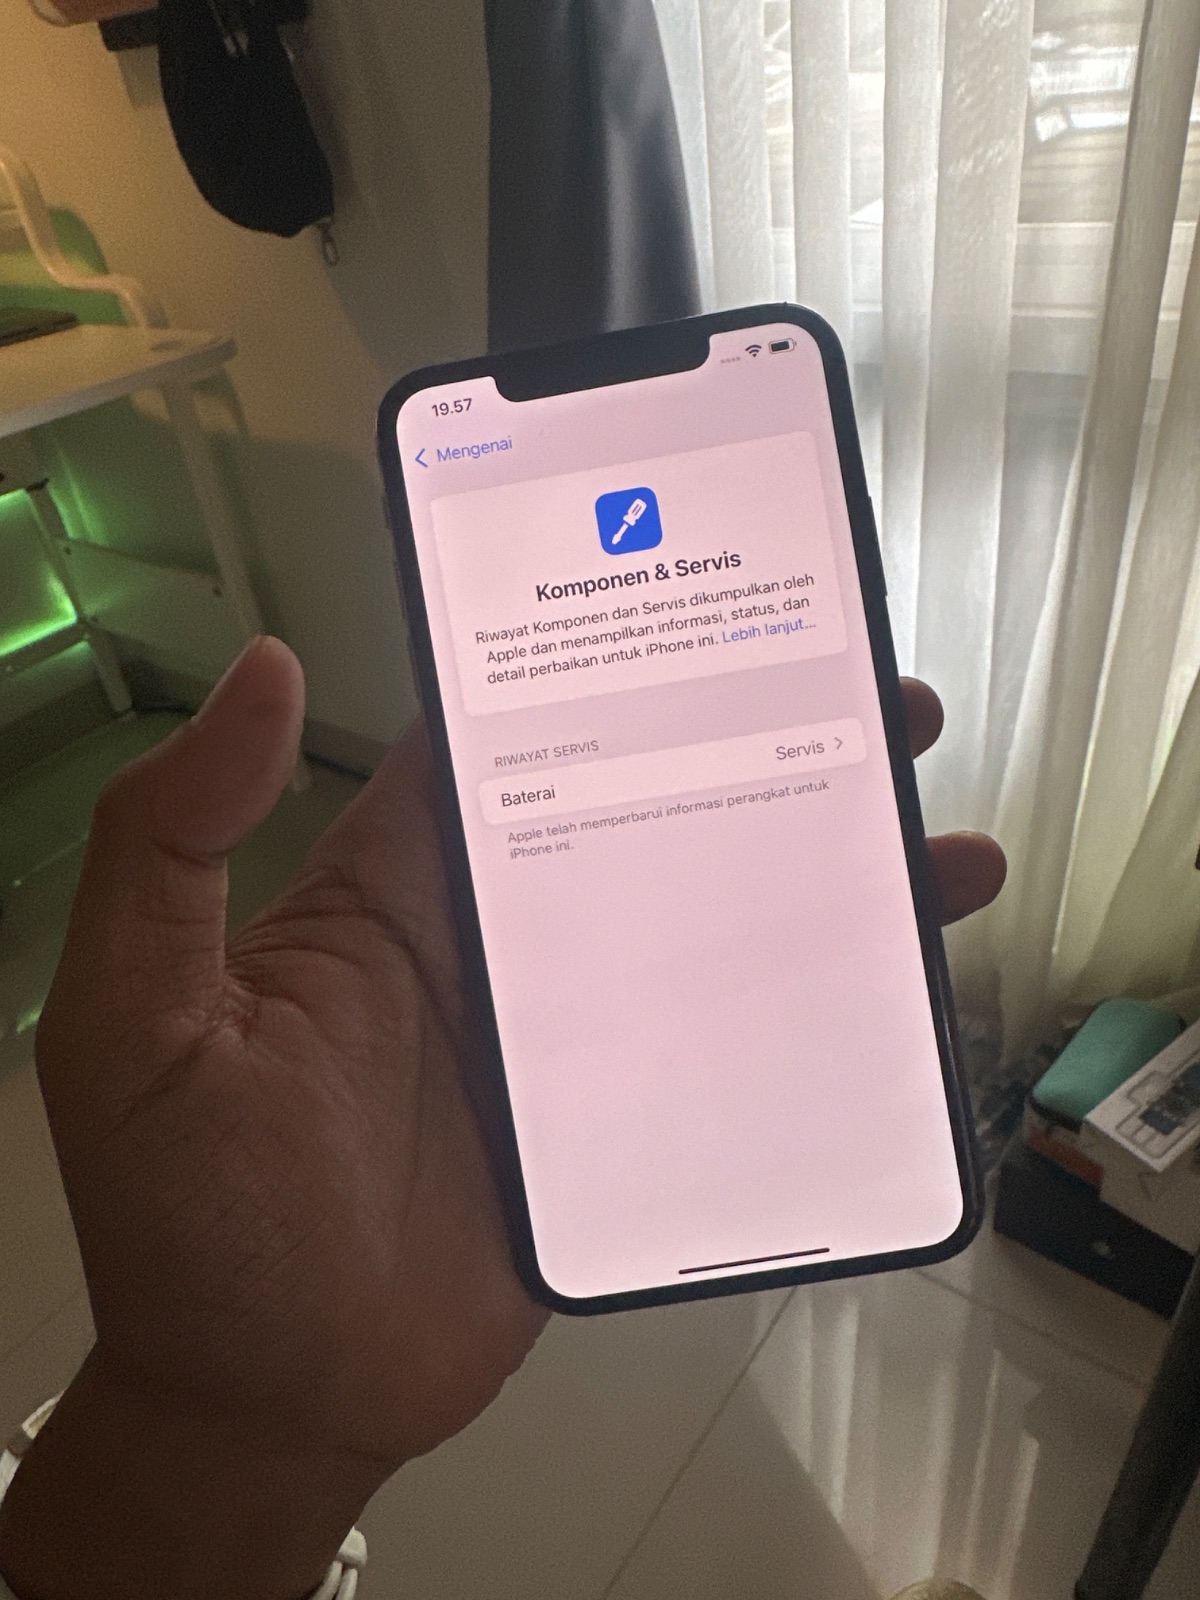 19.57
Mengenai
Komponen & Servis
Riwayat Komponen dan Servis dikumpulkan oleh
Apple dan menampilkan informasi, status, dan
detail perbaikan untuk iPhone ini. Lebih lanjut...
RIWAYAT SERVIS
Baterai Servis
Apple telah memperbarui informasi perangkat untuk
iPhone ini.